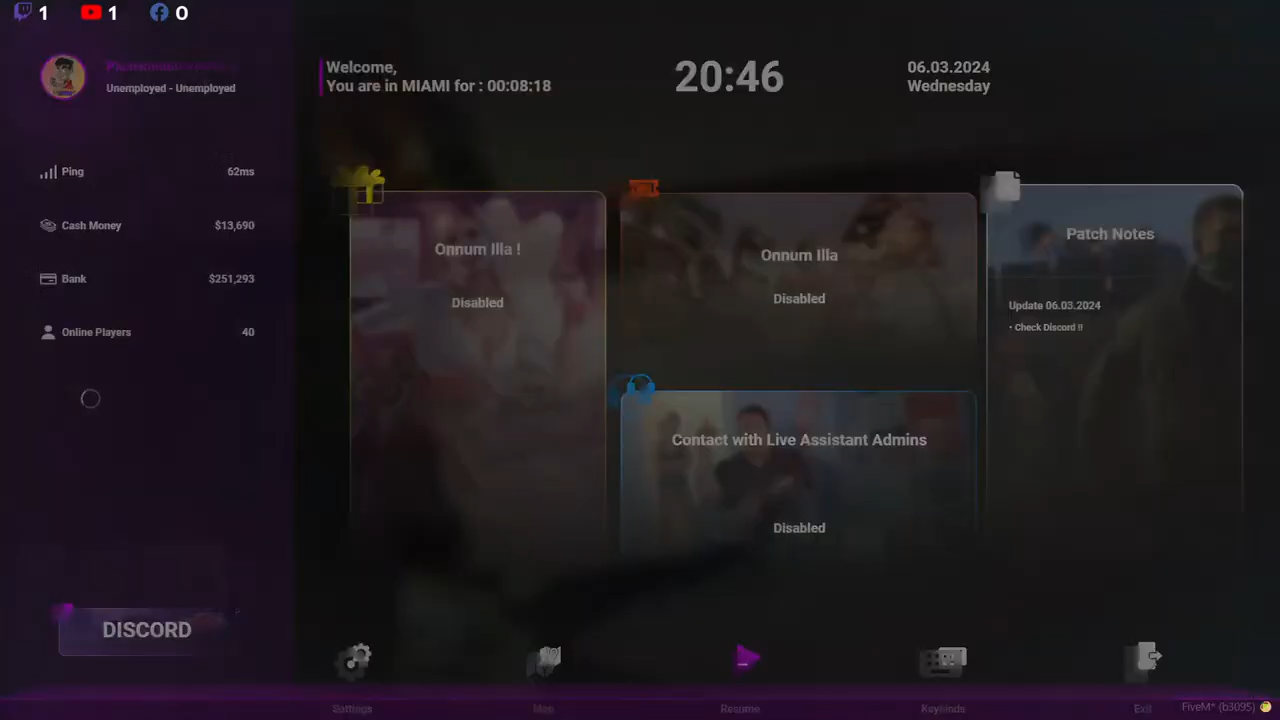 1 1 0
Unemployed - Unemployed
Welcome,
You are in MIAMI for : 00:08:18
20:46
06.03.2024
Wednesday
Ping 62ms
Cash Money $13,690
Bank $251,293
Online Players 40
DISCORD
Onnum Illa !
Disabled
Onnum Illa
Disabled
Contact with Live Assistant Admins
Disabled
Patch Notes
Update 06.03.2024
• Check Discord !!
Settings Map Resume Keybinds Exit
FiveM* (b3095)